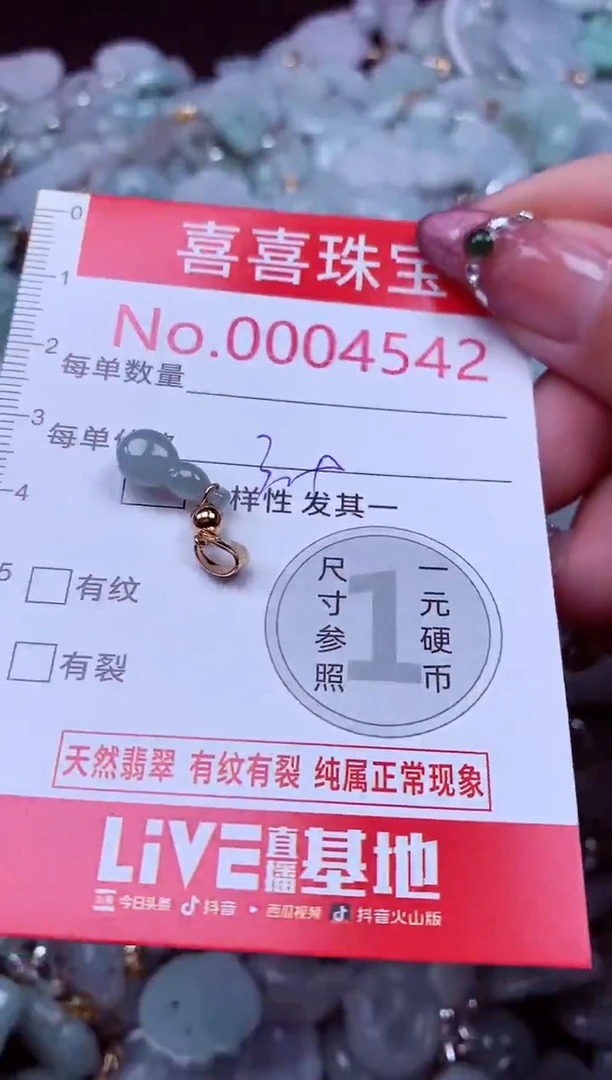 0
喜喜珠宝
1
No.0004542
2
每单数量
3
每单
4
样性 发其一
5
有纹
有裂
尺寸参照
1
一元硬币
天然翡翠 有纹有裂 纯属正常现象
LiVE直播基地
今日头条 抖音 西瓜视频 抖音火山版